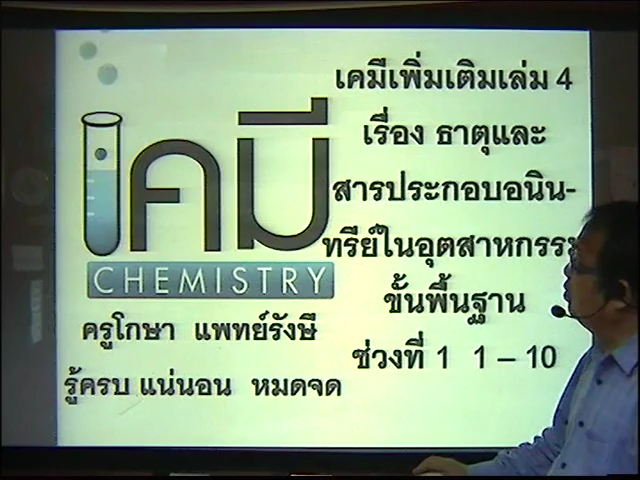 เคมี
CHEMISTRY
ครูโกษา แพทย์รังษี
รู้ครบ แน่นอน หมดจด
เคมีเพิ่มเติมเล่ม 4
เรื่อง ธาตุและ
สารประกอบอนิน-
ทรีย์ในอุตสาหกรรม
ขั้นพื้นฐาน
ช่วงที่ 1 1 – 10